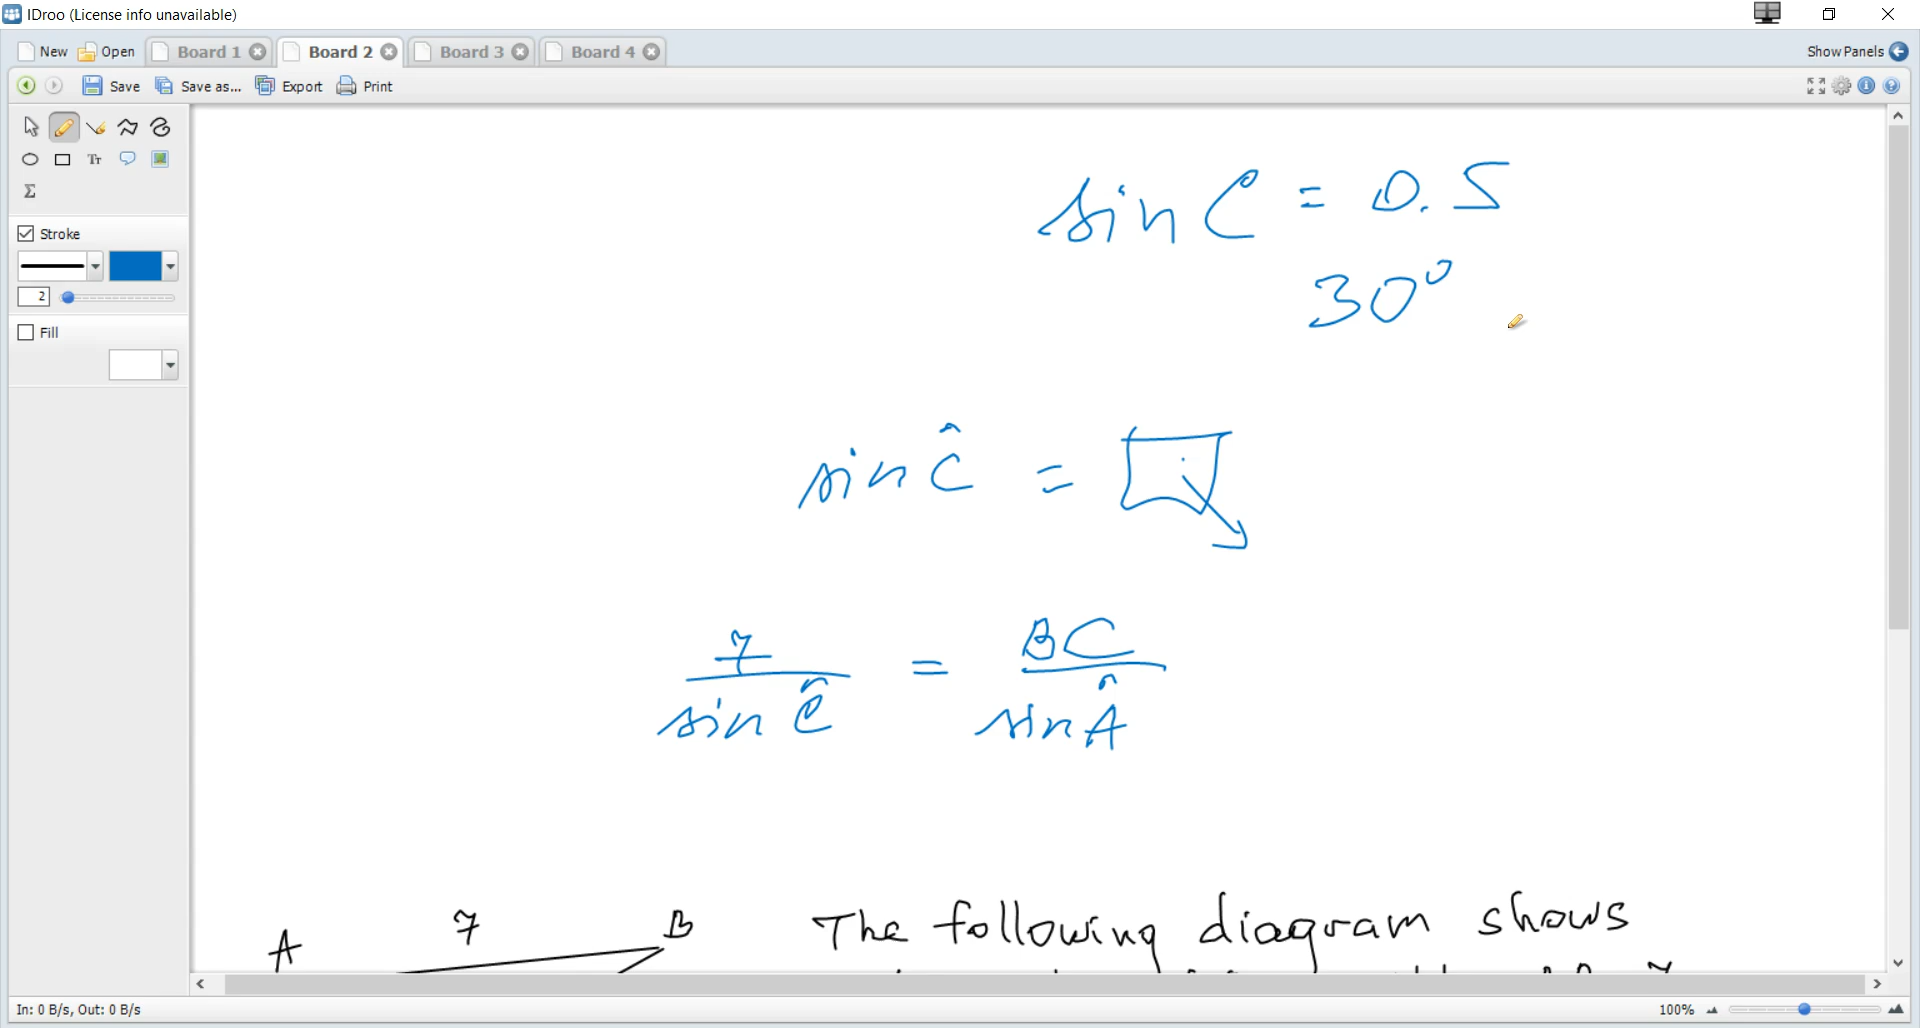 IDroo (License info unavailable)
New Open Board 1 Board 2 Board 3 Board 4 Show Panels
Save Save as... Export Print
Tт
Σ
Stroke
2
Fill
sin C = 0.5
30°
sin Ĉ =
7 / sin Ĉ = BC / sin Â
A 7 B The following diagram shows
In: 0 B/s, Out: 0 B/s 100%